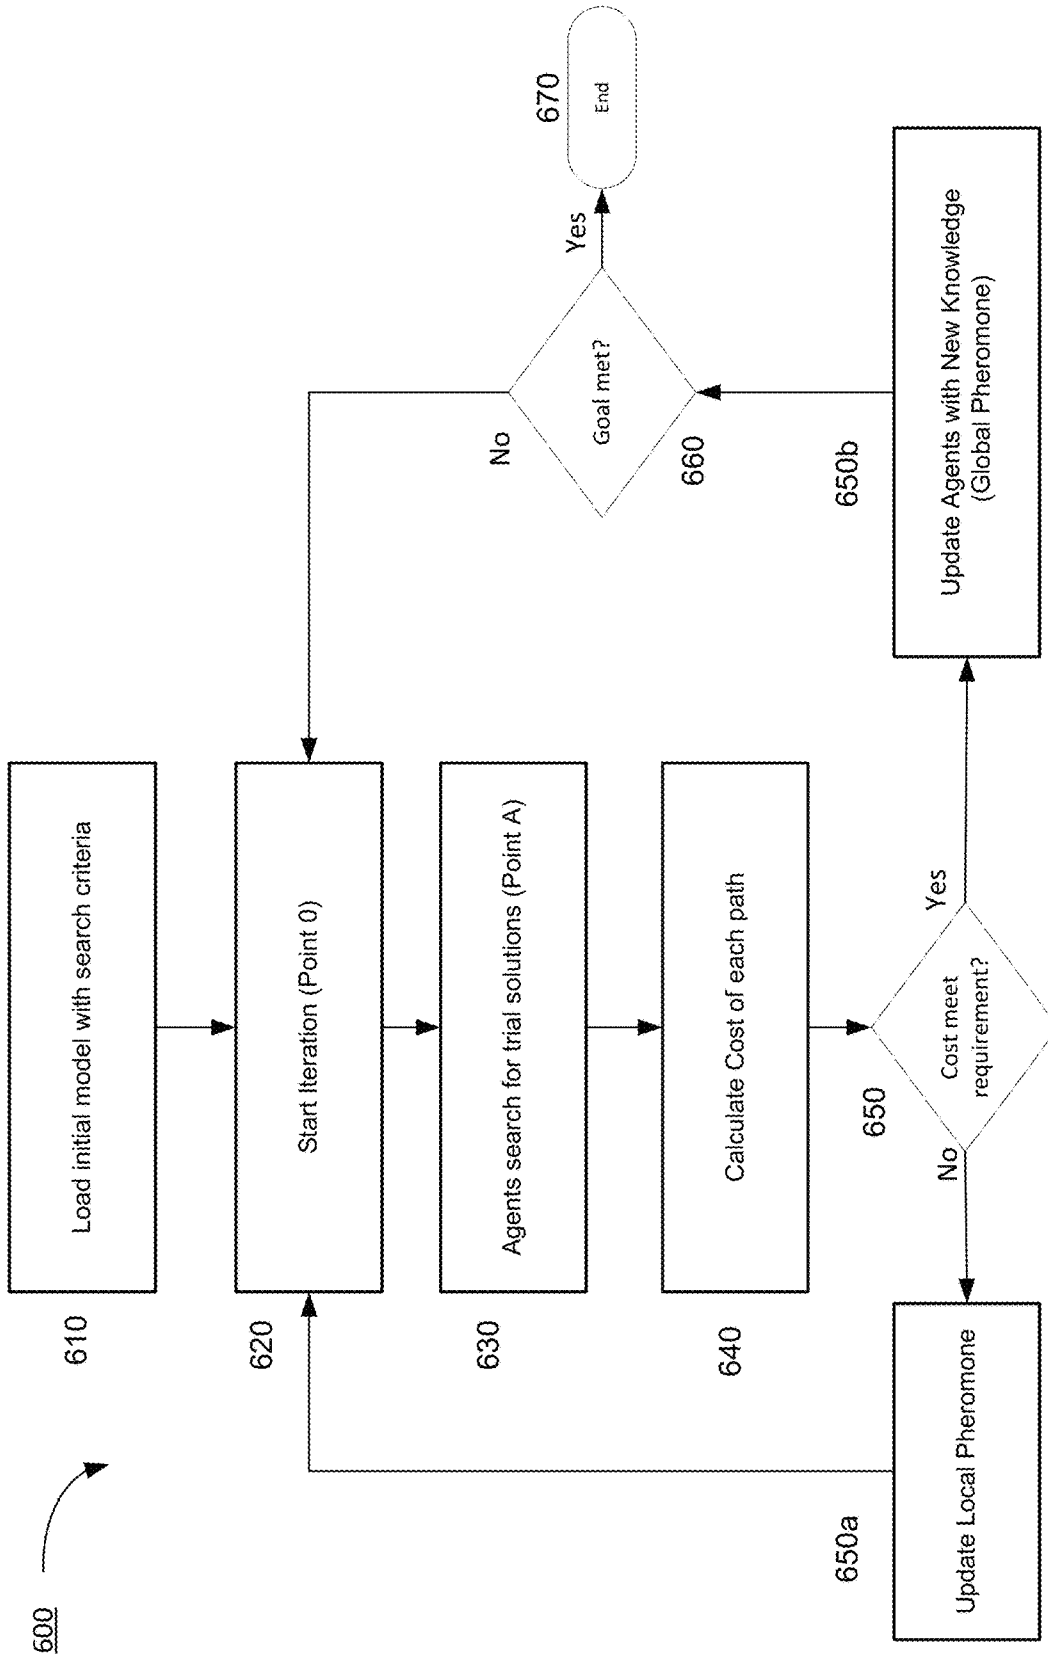 600
610
Load initial model with search criteria
620
Start Iteration (Point 0)
630
Agents search for trial solutions (Point A)
640
Calculate Cost of each path
650
Cost meet
requirement?
No
Yes
650a
Update Local Pheromone
650b
Update Agents with New Knowledge
(Global Pheromone)
660
Goal met?
No
Yes
670
End